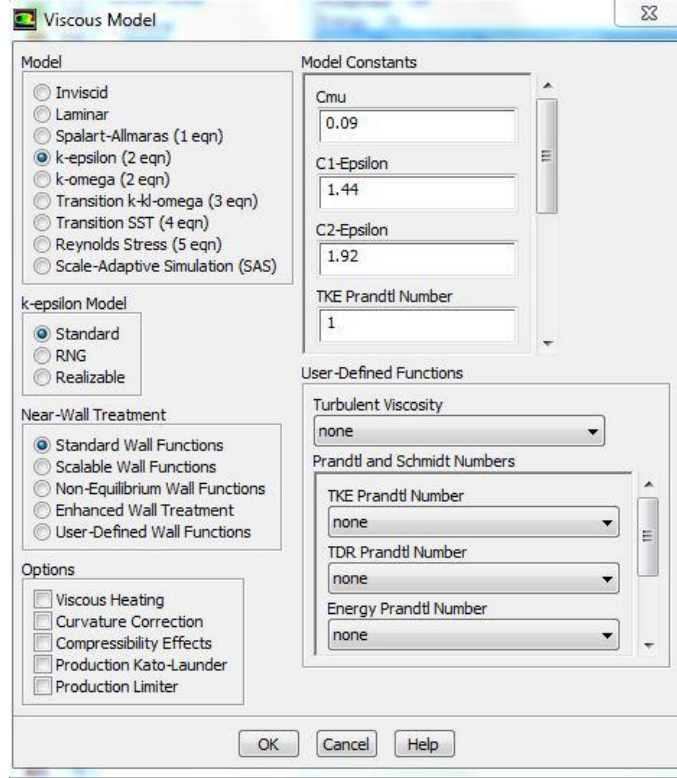 Viscous Model
Model
Inviscid
Laminar
Spalart-Allmaras (1 eqn)
k-epsilon (2 eqn)
k-omega (2 eqn)
Transition k-kl-omega (3 eqn)
Transition SST (4 eqn)
Reynolds Stress (5 eqn)
Scale-Adaptive Simulation (SAS)
k-epsilon Model
Standard
RNG
Realizable
Near-Wall Treatment
Standard Wall Functions
Scalable Wall Functions
Non-Equilibrium Wall Functions
Enhanced Wall Treatment
User-Defined Wall Functions
Options
Viscous Heating
Curvature Correction
Compressibility Effects
Production Kato-Launder
Production Limiter
Model Constants
Cmu
0.09
C1-Epsilon
1.44
C2-Epsilon
1.92
TKE Prandtl Number
1
User-Defined Functions
Turbulent Viscosity
none
Prandtl and Schmidt Numbers
TKE Prandtl Number
none
TDR Prandtl Number
none
Energy Prandtl Number
none
OK
Cancel
Help